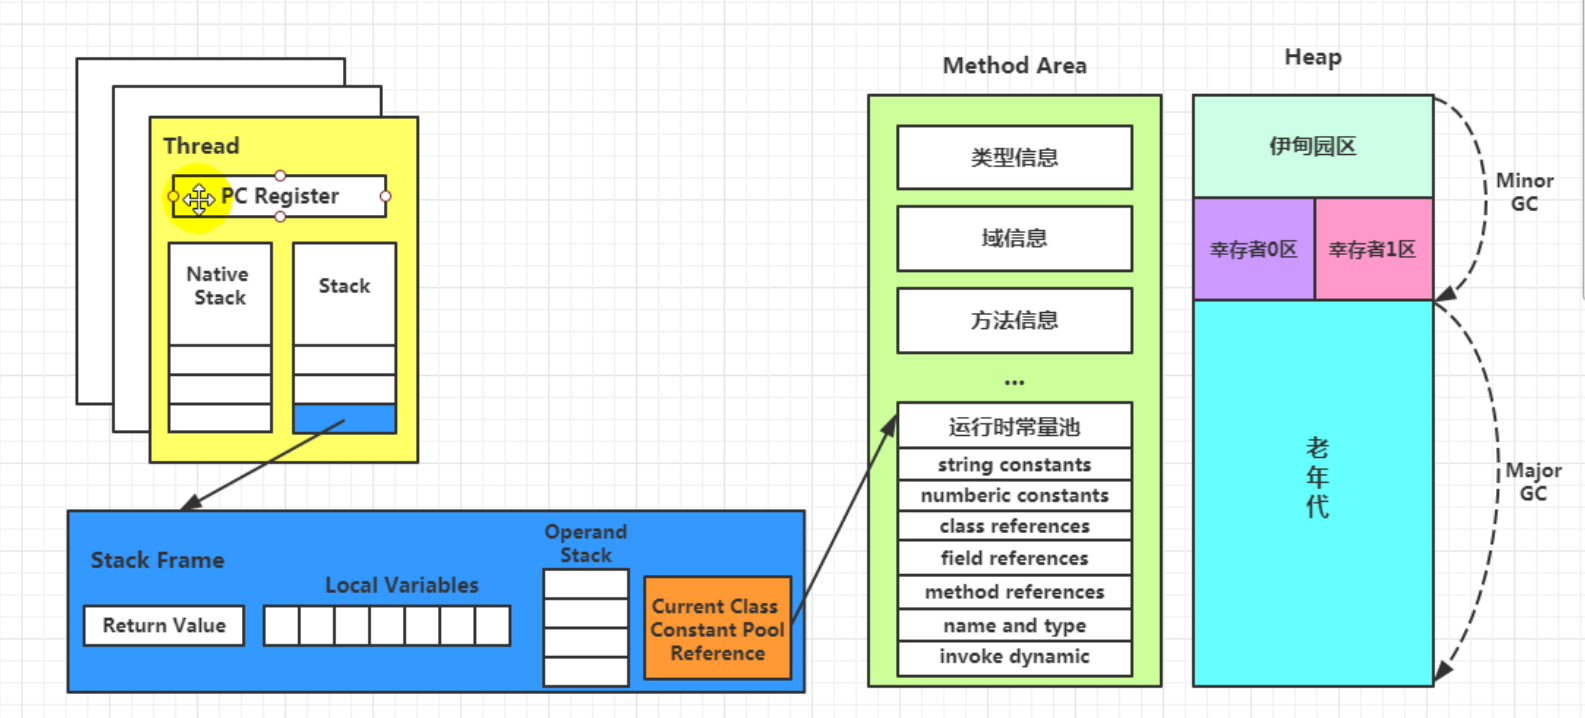 Thread
PC Register
Native
Stack
Stack
Stack Frame
Return Value
Local Variables
Operand
Stack
Current Class
Constant Pool
Reference
Method Area
类型信息
域信息
方法信息
...
运行时常量池
string constants
numberic constants
class references
field references
method references
name and type
invoke dynamic
Heap
伊甸园区
幸存者0区
幸存者1区
老
年
代
Minor
GC
Major
GC